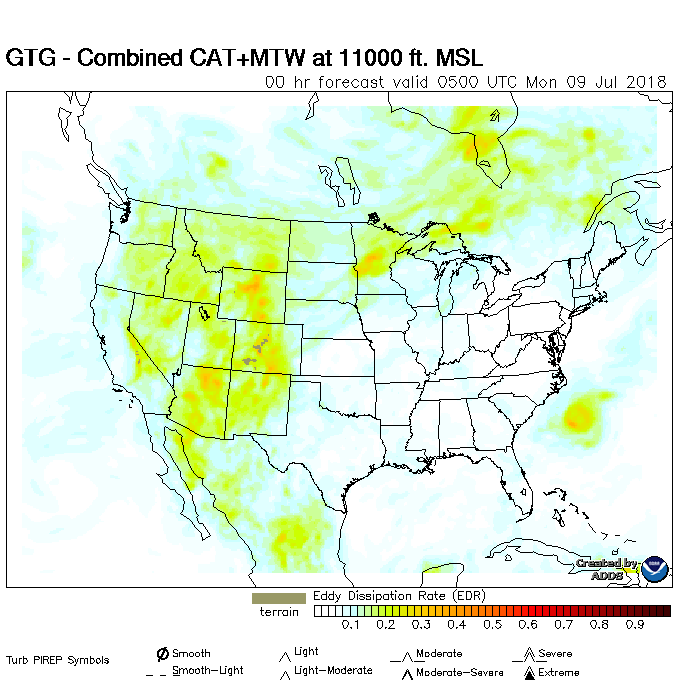 GTG - Combined CAT+MTW at 11000 ft. MSL
00 hr forecast valid 0500 UTC Mon 09 Jul 2018
Created by
ADDS
Eddy Dissipation Rate (EDR)
terrain
0.1 0.2 0.3 0.4 0.5 0.6 0.7 0.8 0.9
Turb PIREP Symbols
Smooth Light Moderate Severe
Smooth-Light Light-Moderate Moderate-Severe Extreme